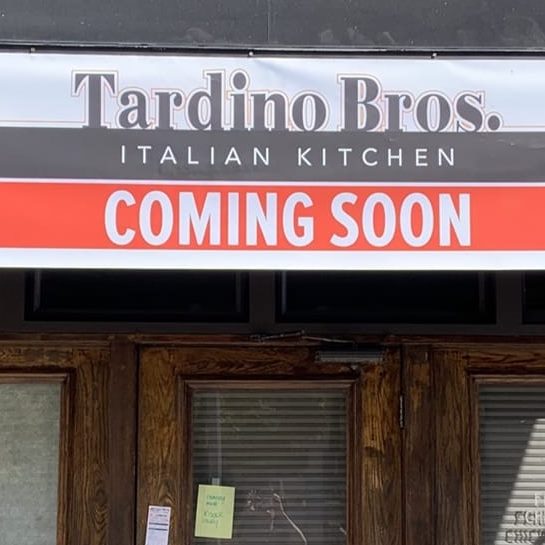 Tardino Bros.
ITALIAN KITCHEN
COMING SOON